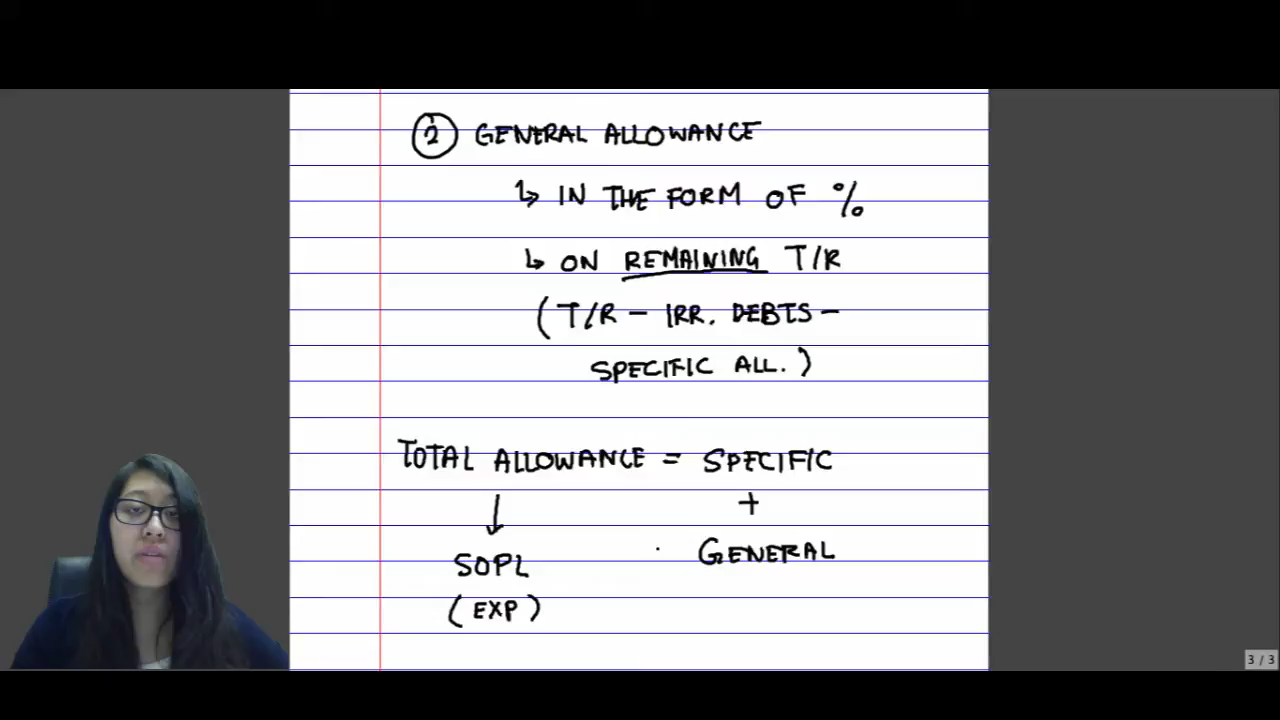 2 GENERAL ALLOWANCE
↳ IN THE FORM OF %
↳ ON REMAINING T/R
(T/R - IRR. DEBTS -
SPECIFIC ALL.)
TOTAL ALLOWANCE = SPECIFIC
↓ +
SOPL GENERAL
(EXP)
3 / 3